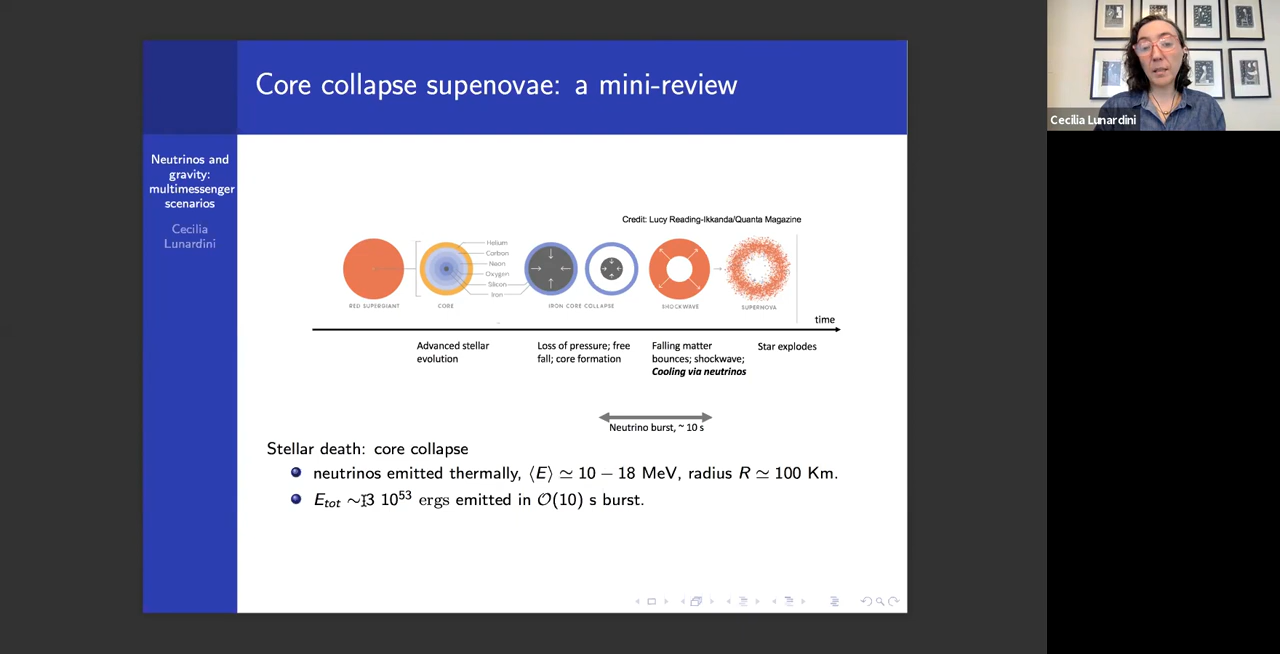 Core collapse supenovae: a mini-review
Cecilia Lunardini
Neutrinos and
gravity:
multimessenger
scenarios
Cecilia
Lunardini
Credit: Lucy Reading-Ikkanda/Quanta Magazine
Helium
Carbon
Neon
Oxygen
Silicon
Iron
RED SUPERGIANT
CORE
IRON CORE COLLAPSE
SHOCKWAVE
SUPERNOVA
time
Advanced stellar
evolution
Loss of pressure; free
fall; core formation
Falling matter
bounces; shockwave;
Cooling via neutrinos
Star explodes
Neutrino burst, ~ 10 s
Stellar death: core collapse
neutrinos emitted thermally, ⟨E⟩ ≃ 10 − 18 MeV, radius R ≃ 100 Km.
E_tot ∼ 3 10⁵³ ergs emitted in 𝒪(10) s burst.